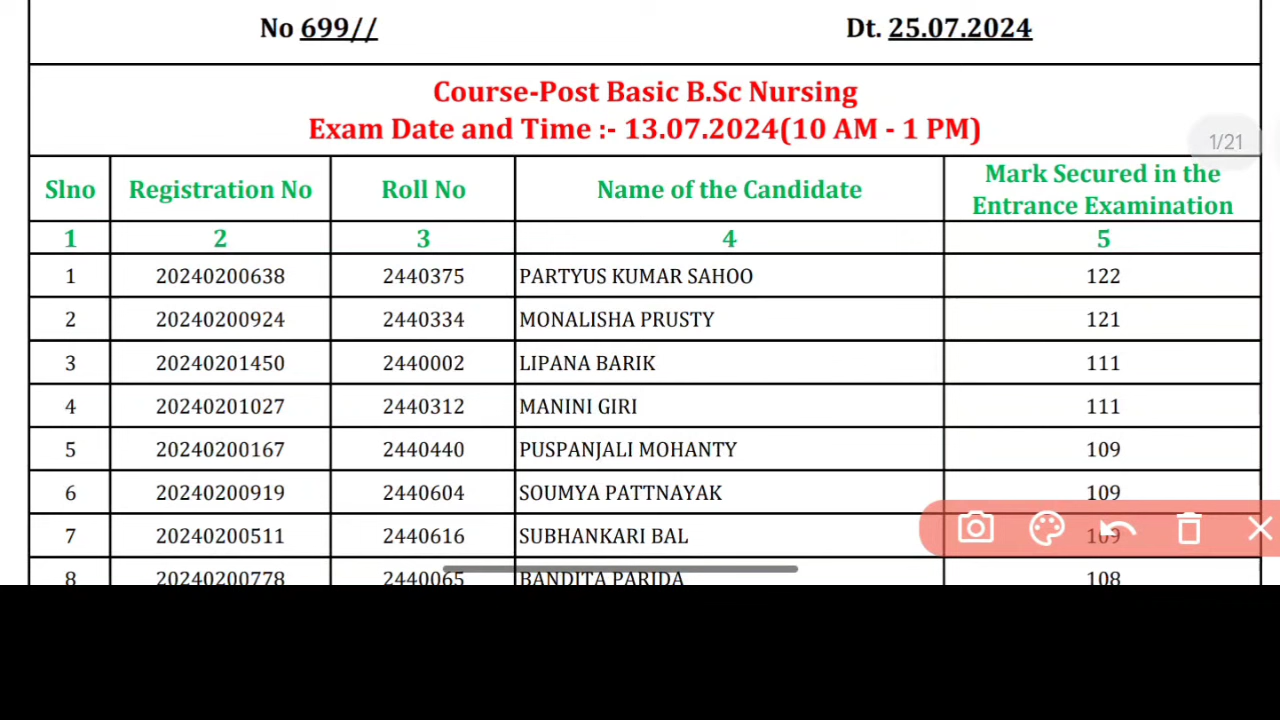 No 699// Dt. 25.07.2024
Course-Post Basic B.Sc Nursing
Exam Date and Time :- 13.07.2024(10 AM - 1 PM)
1/21
Slno Registration No Roll No Name of the Candidate Mark Secured in the Entrance Examination
1 2 3 4 5
1 20240200638 2440375 PARTYUS KUMAR SAHOO 122
2 20240200924 2440334 MONALISHA PRUSTY 121
3 20240201450 2440002 LIPANA BARIK 111
4 20240201027 2440312 MANINI GIRI 111
5 20240200167 2440440 PUSPANJALI MOHANTY 109
6 20240200919 2440604 SOUMYA PATTNAYAK 109
7 20240200511 2440616 SUBHANKARI BAL 109
8 20240200778 2440065 BANDITA PARIDA 108